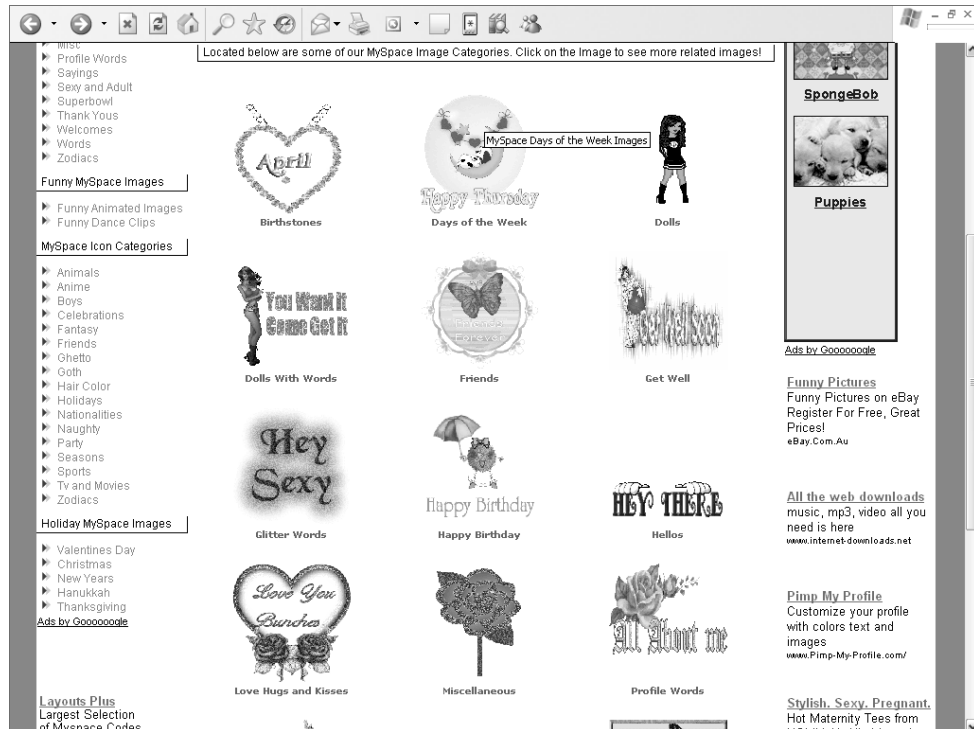 Misc
Profile Words
Sayings
Sexy and Adult
Superbowl
Thank Yous
Welcomes
Words
Zodiacs
Funny MySpace Images
Funny Animated Images
Funny Dance Clips
MySpace Icon Categories
Animals
Anime
Boys
Celebrations
Fantasy
Friends
Ghetto
Goth
Hair Color
Holidays
Nationalities
Naughty
Party
Seasons
Sports
Tv and Movies
Zodiacs
Holiday MySpace Images
Valentines Day
Christmas
New Years
Hanukkah
Thanksgiving
Ads by Goooooogle
Layouts Plus
Largest Selection
of Myspace Codes
Located below are some of our MySpace Image Categories. Click on the Image to see more related images!
April
Birthstones
MySpace Days of the Week Images
Happy Thursday
Days of the Week
Dolls
You Want It
Come Get It
Dolls With Words
Friends
Forever
Friends
Get Well Soon
Get Well
Hey
Sexy
Glitter Words
Happy Birthday
Happy Birthday
HEY THERE
Hellos
Love You
Bunches
Love Hugs and Kisses
Miscellaneous
All About me
Profile Words
SpongeBob
Puppies
Ads by Goooooogle
Funny Pictures
Funny Pictures on eBay
Register For Free, Great
Prices!
eBay.Com.Au
All the web downloads
music, mp3, video all you
need is here
www.internet-downloads.net
Pimp My Profile
Customize your profile
with colors text and
images
www.Pimp-My-Profile.com/
Stylish. Sexy. Pregnant.
Hot Maternity Tees from